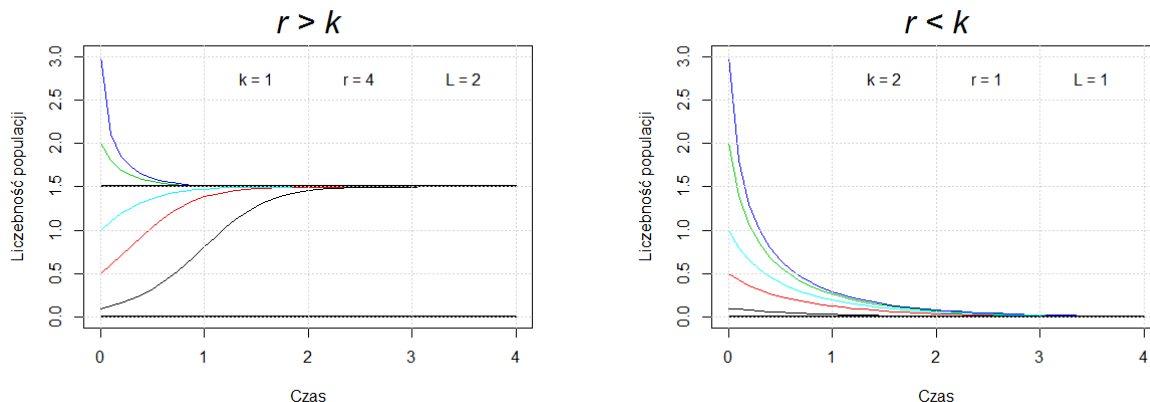 r > k
k = 1 r = 4 L = 2
Liczebność populacji
0.0 0.5 1.0 1.5 2.0 2.5 3.0
0 1 2 3 4
Czas
r < k
k = 2 r = 1 L = 1
Liczebność populacji
0.0 0.5 1.0 1.5 2.0 2.5 3.0
0 1 2 3 4
Czas